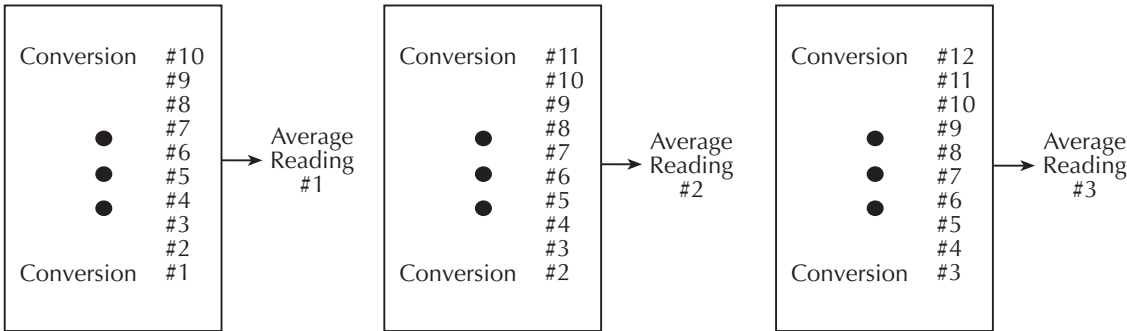 Conversion #10
#9
#8
#7
#6
#5
#4
#3
#2
Conversion #1
Average
Reading
#1
Conversion #11
#10
#9
#8
#7
#6
#5
#4
#3
Conversion #2
Average
Reading
#2
Conversion #12
#11
#10
#9
#8
#7
#6
#5
#4
Conversion #3
Average
Reading
#3